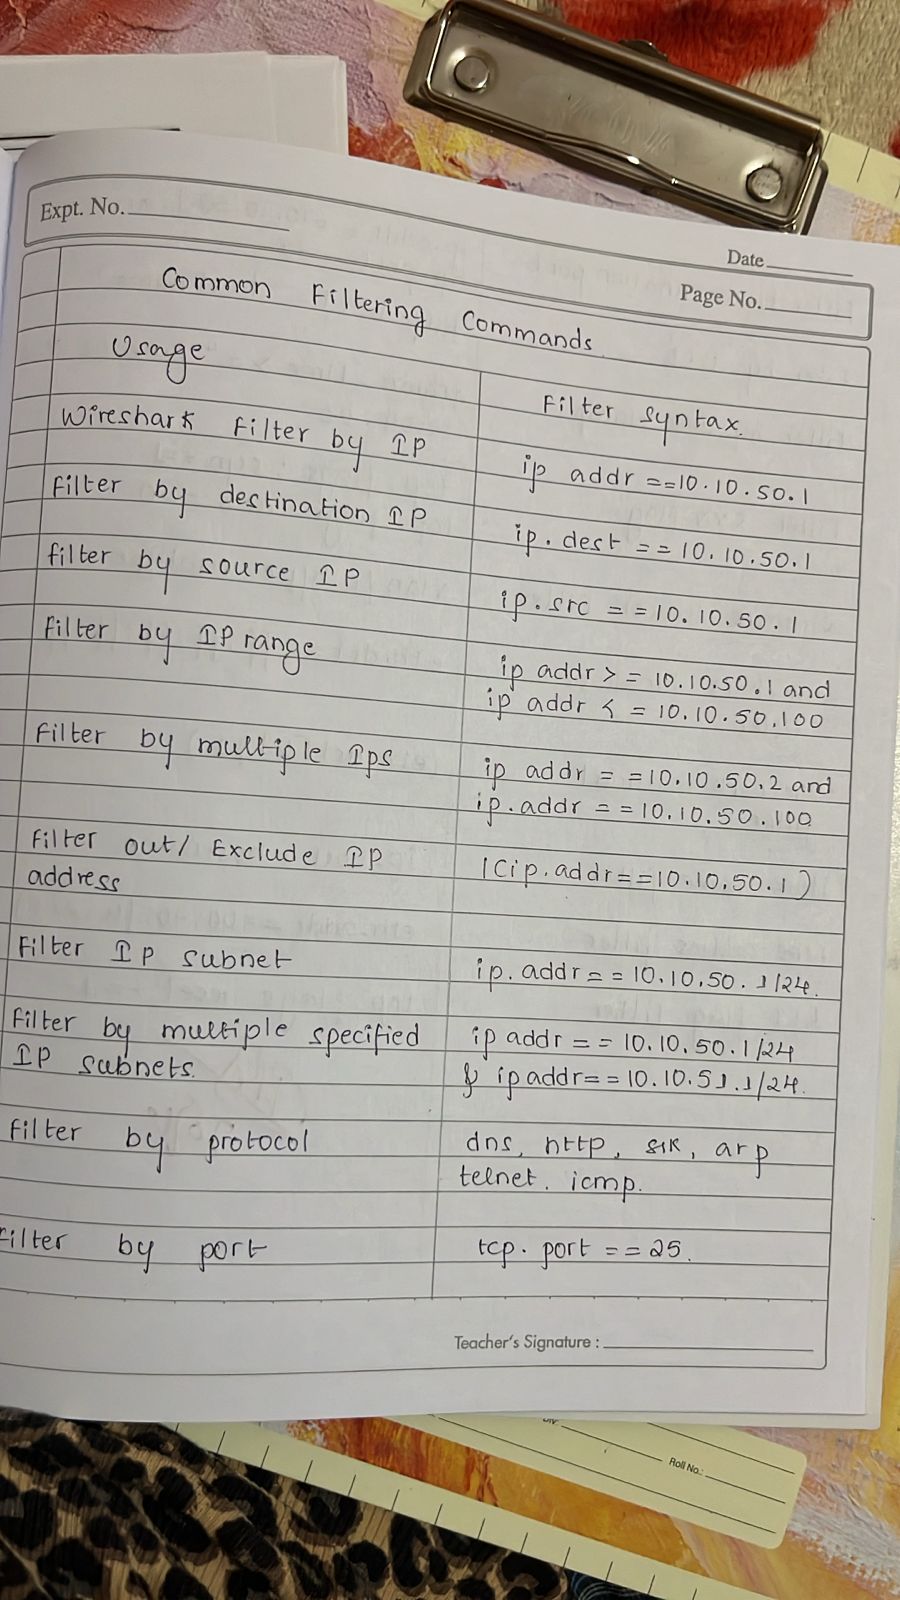 Expt. No.
Date
Page No.
Common Filtering Commands
Usage
Filter syntax.
Wireshark Filter by IP
ip addr ==10.10.50.1
Filter by destination IP
ip.dest == 10.10.50.1
filter by source IP
ip.src ==10.10.50.1
Filter by IP range
ip addr >= 10.10.50.1 and
ip addr <= 10.10.50.100
Filter by multiple Ips
ip addr ==10.10.50.2 and
ip.addr ==10.10.50.100
Filter out/ Exclude IP
address
!(ip.addr==10.10.50.1)
Filter IP subnet
ip.addr== 10.10.50.1/24.
Filter by multiple specified
IP subnets.
ip addr == 10.10.50.1/24
& ip addr== 10.10.51.1/24.
Filter by protocol
dns, http, arp
telnet. icmp.
Filter by port
tcp.port ==25.
Teacher's Signature :
Roll No.: